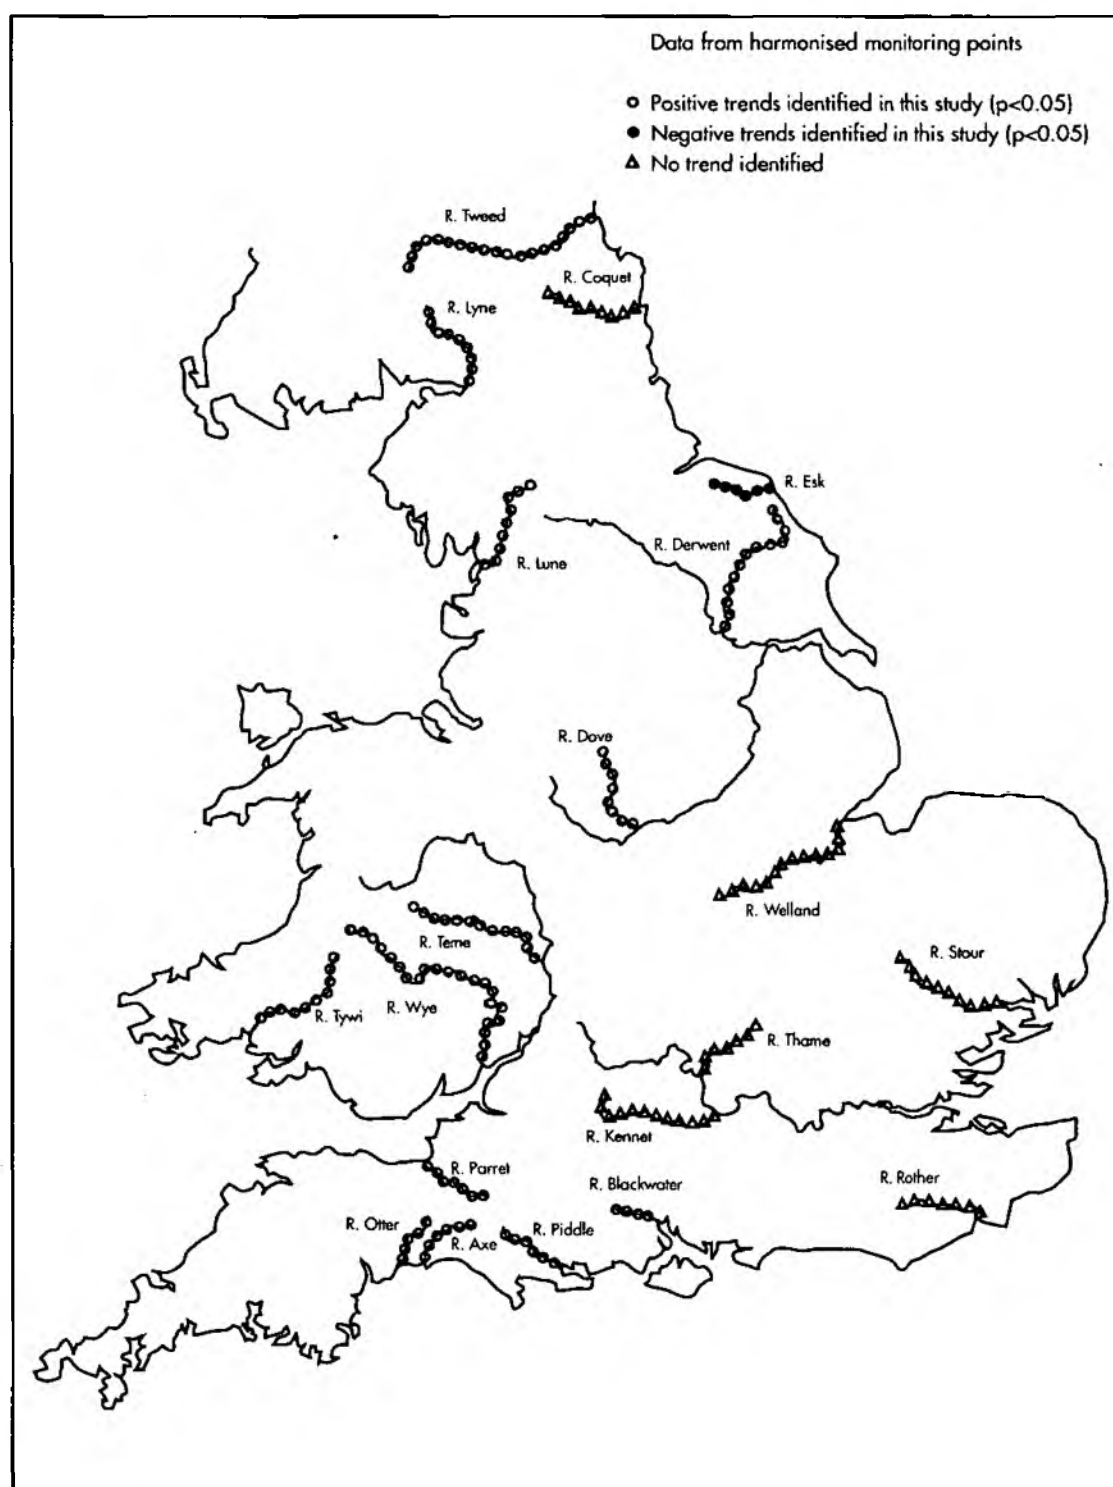 Data from harmonised monitoring points
Positive trends identified in this study (p<0.05)
Negative trends identified in this study (p<0.05)
No trend identified
R. Tweed
R. Coquet
R. Lyne
R. Esk
R. Derwent
R. Lune
R. Dove
R. Welland
R. Teme
R. Stour
R. Wye
R. Tywi
R. Thame
R. Kennet
R. Parret
R. Blackwater
R. Rother
R. Otter
R. Axe
R. Piddle